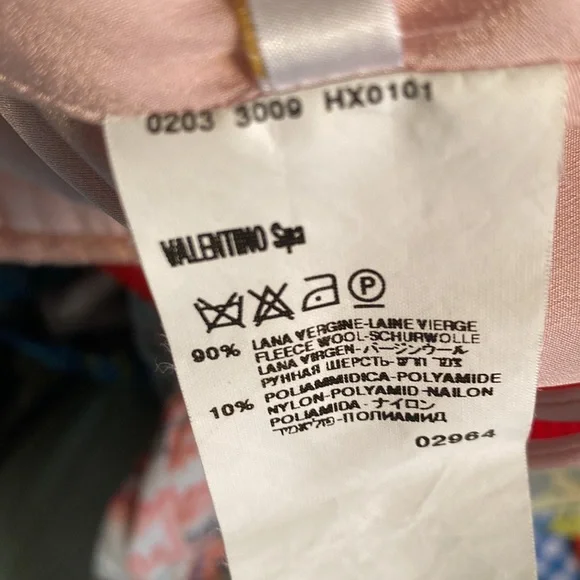 0203 3009 HX0101
VALENTINO SpA
P
90% LANA VERGINE-LAINE VIERGE
FLEECE WOOL-SCHURWOLLE
LANA VIRGEN-バージンウール
РУННАЯ ШЕРСТЬ-צמר חדש
10% POLIAMMIDICA-POLYAMIDE
NYLON-POLYAMID-NAILON
POLIAMIDA-ナイロン
פוליאמיד-ПОЛИАМИД
02964